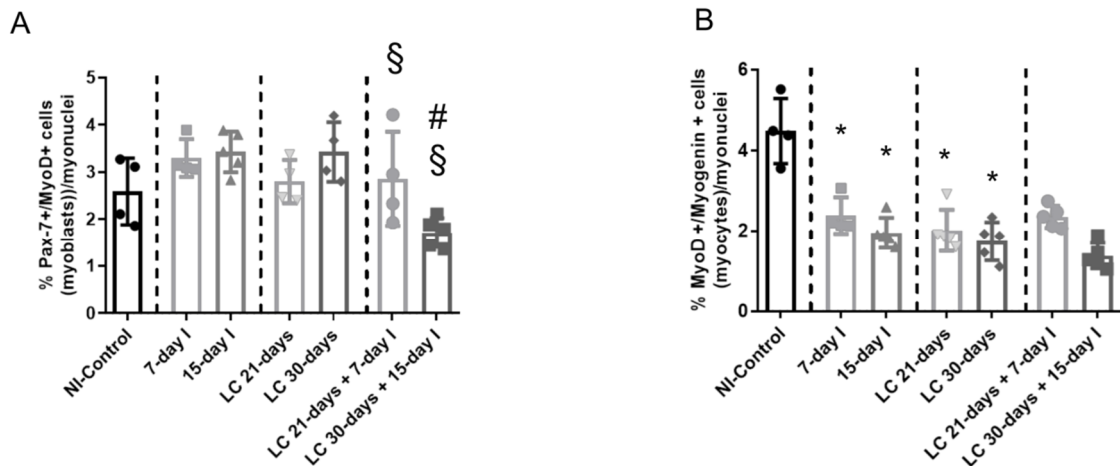 A
% Pax-7+/MyoD+ cells
(myoblasts))/myonuclei
5
4
3
2
1
0
§
#
§
NI-Control
7-day I
15-day I
LC 21-days
LC 30-days
LC 21-days + 7-day I
LC 30-days + 15-day I
B
% MyoD +/Myogenin + cells
(myocytes)/myonuclei
6
4
2
0
*
*
*
*
NI-Control
7-day I
15-day I
LC 21-days
LC 30-days
LC 21-days + 7-day I
LC 30-days + 15-day I